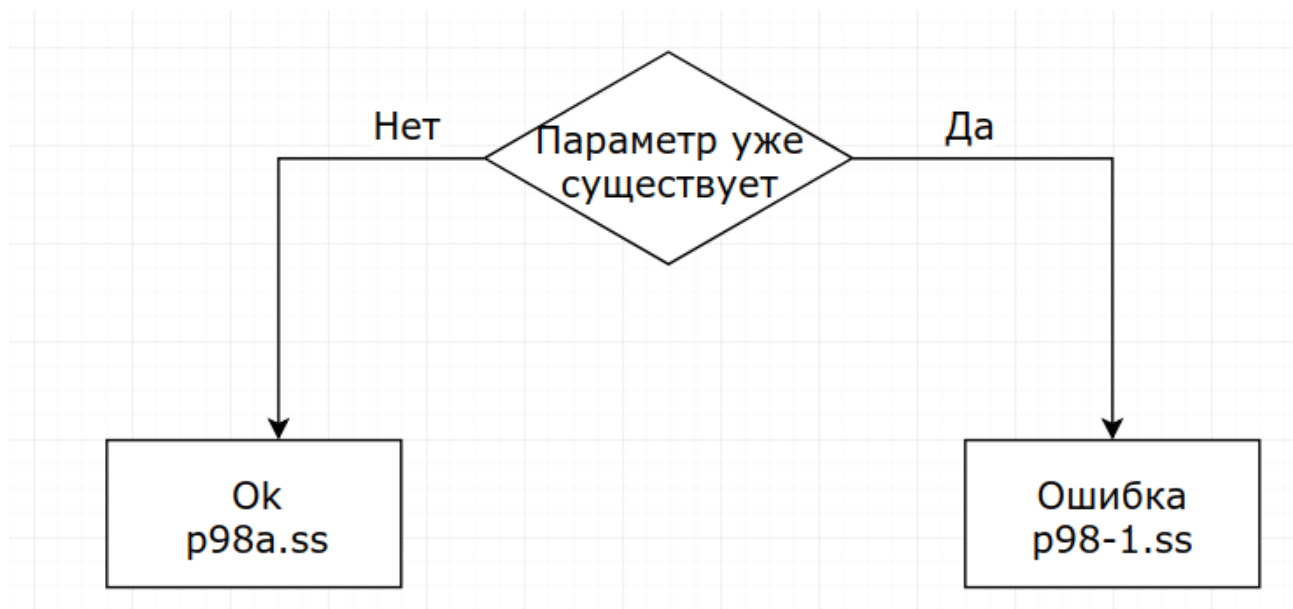 Нет
Параметр уже
существует
Да
Ok
p98a.ss
Ошибка
p98-1.ss